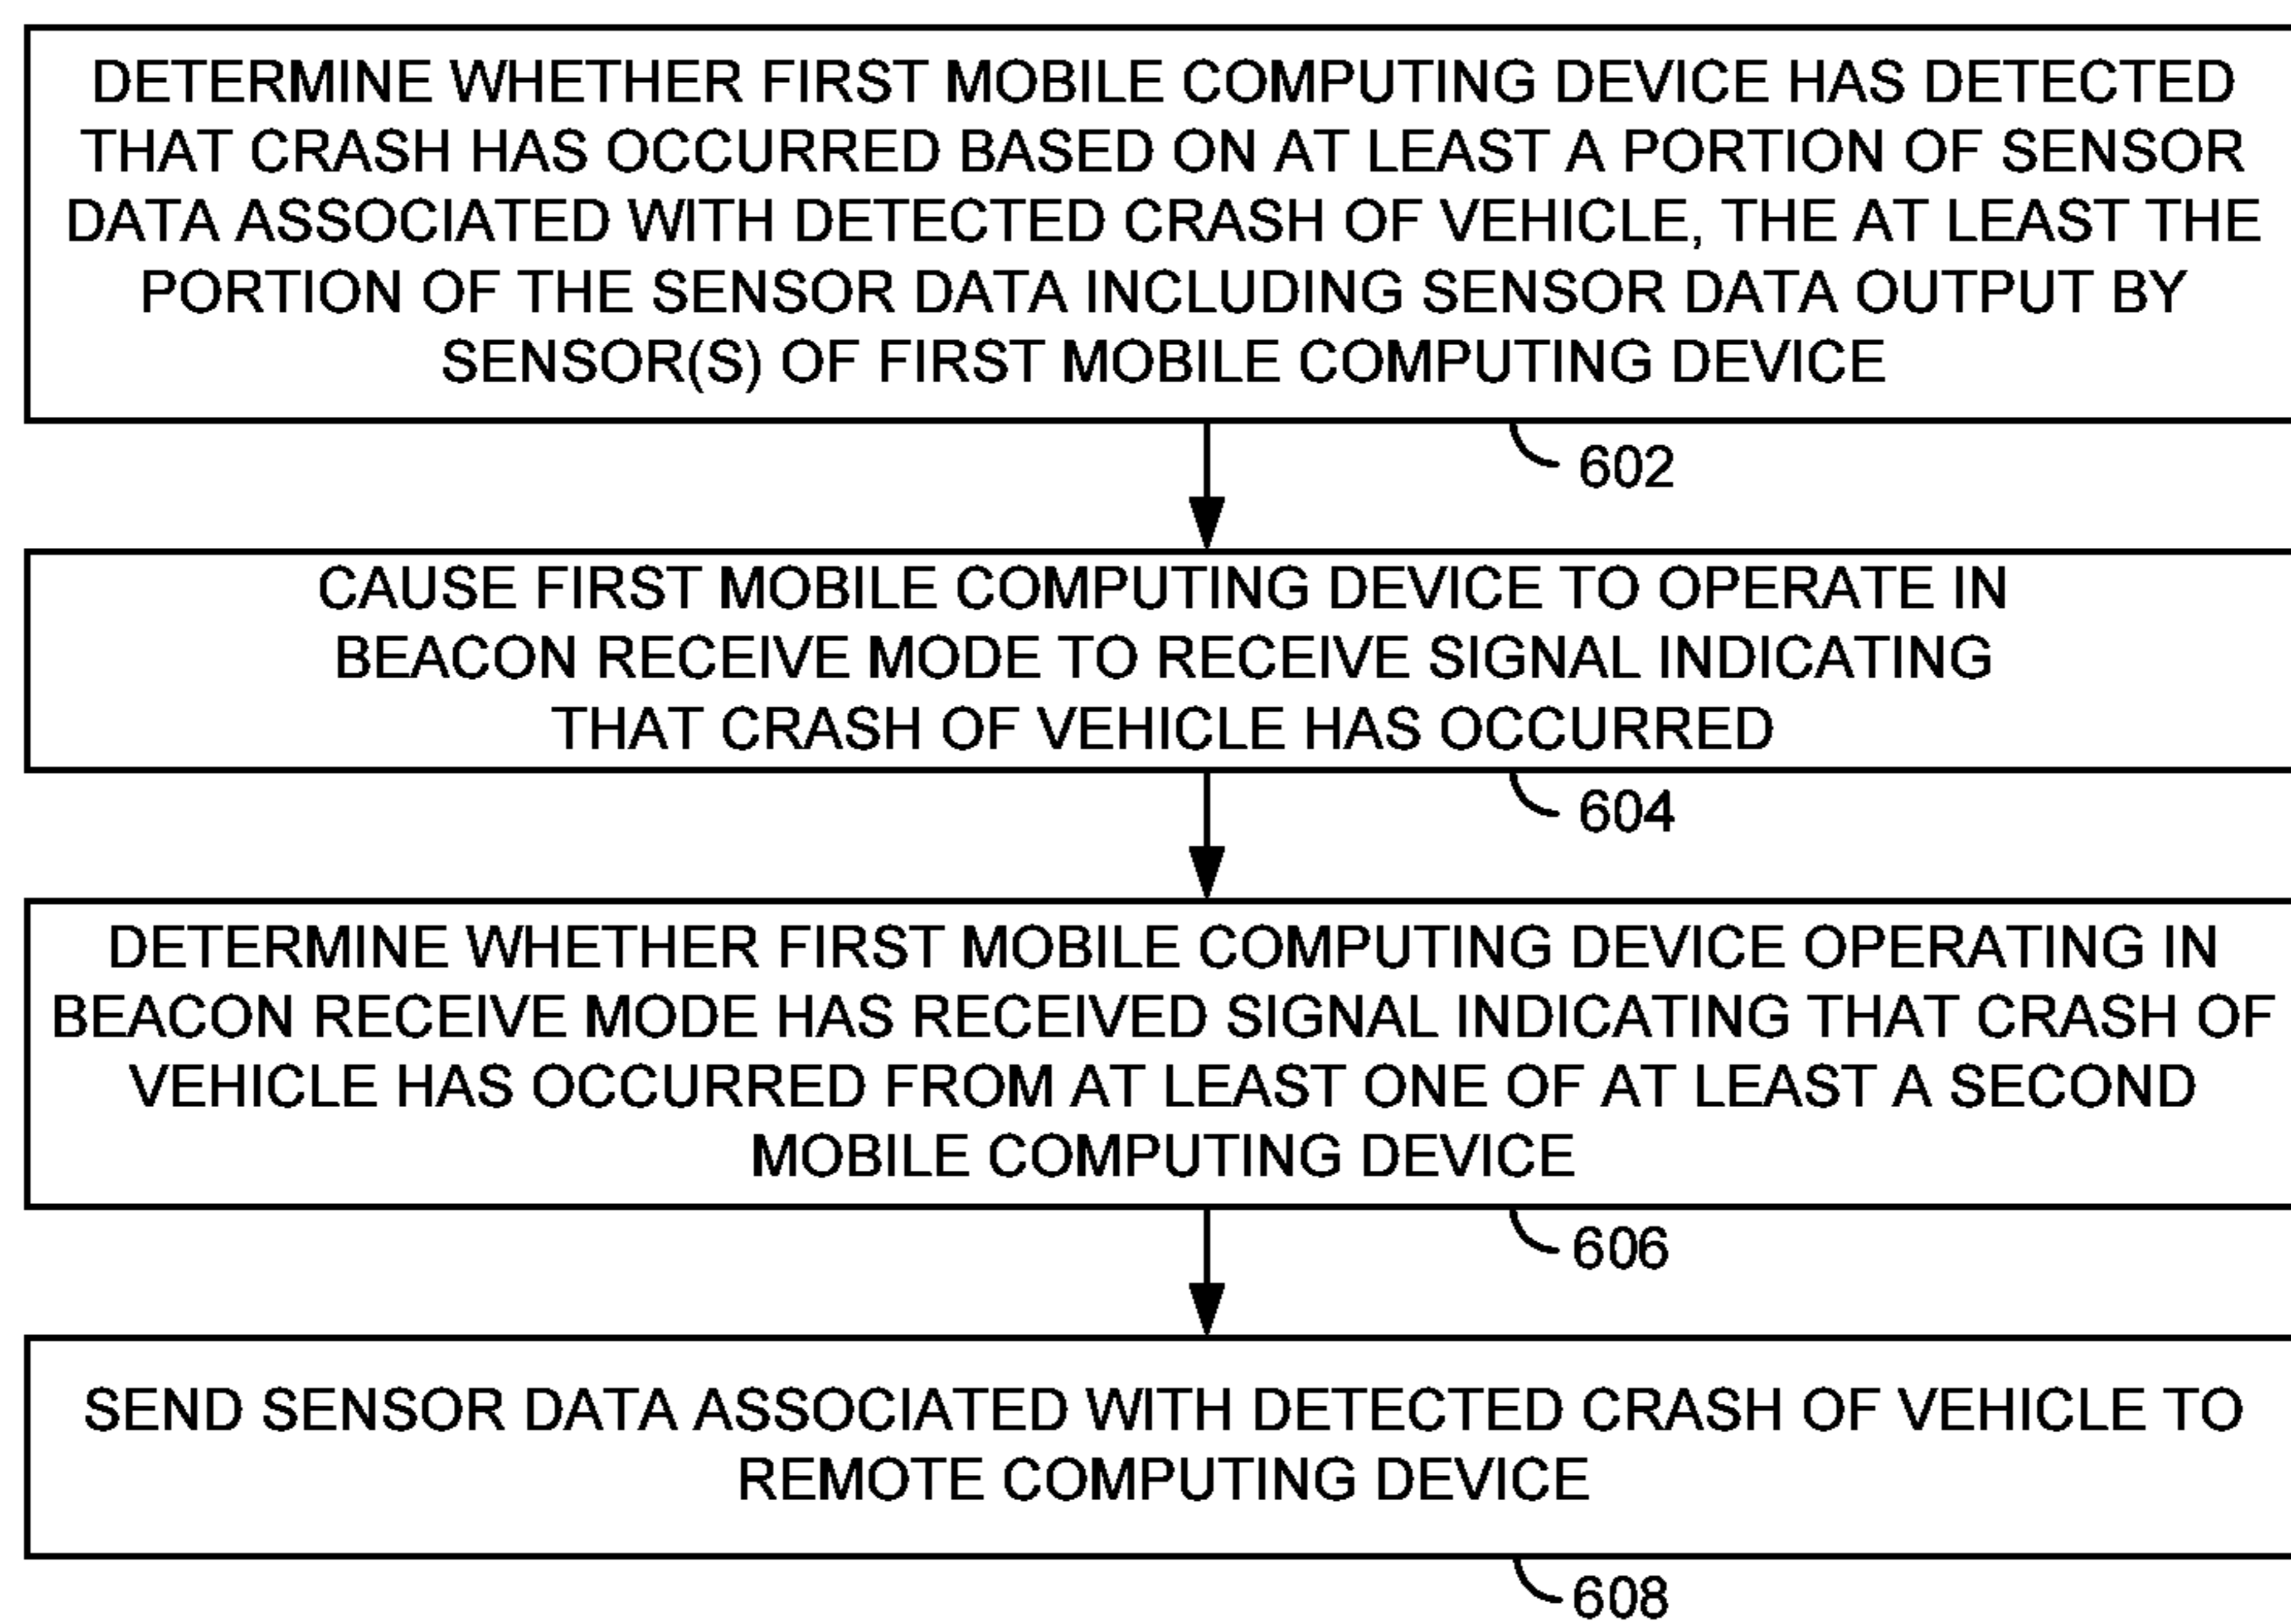 DETERMINE WHETHER FIRST MOBILE COMPUTING DEVICE HAS DETECTED
THAT CRASH HAS OCCURRED BASED ON AT LEAST A PORTION OF SENSOR
DATA ASSOCIATED WITH DETECTED CRASH OF VEHICLE, THE AT LEAST THE
PORTION OF THE SENSOR DATA INCLUDING SENSOR DATA OUTPUT BY
SENSOR(S) OF FIRST MOBILE COMPUTING DEVICE
602
CAUSE FIRST MOBILE COMPUTING DEVICE TO OPERATE IN
BEACON RECEIVE MODE TO RECEIVE SIGNAL INDICATING
THAT CRASH OF VEHICLE HAS OCCURRED
604
DETERMINE WHETHER FIRST MOBILE COMPUTING DEVICE OPERATING IN
BEACON RECEIVE MODE HAS RECEIVED SIGNAL INDICATING THAT CRASH OF
VEHICLE HAS OCCURRED FROM AT LEAST ONE OF AT LEAST A SECOND
MOBILE COMPUTING DEVICE
606
SEND SENSOR DATA ASSOCIATED WITH DETECTED CRASH OF VEHICLE TO
REMOTE COMPUTING DEVICE
608